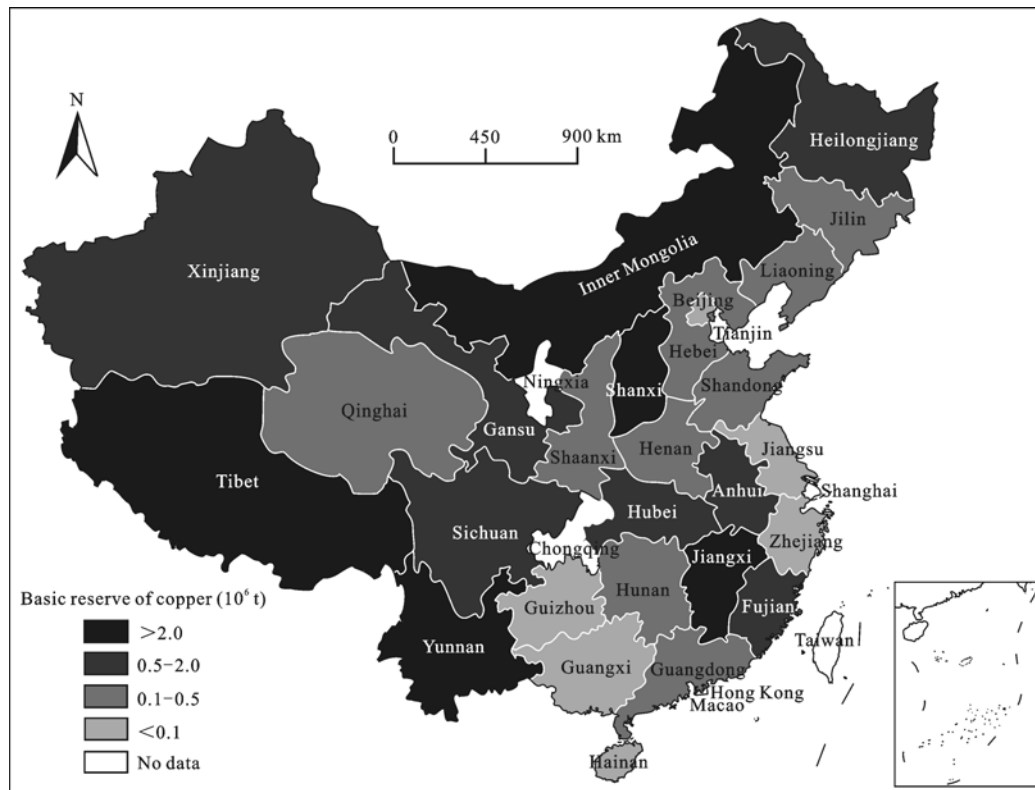 N
0 450 900 km
Heilongjiang
Jilin
Xinjiang
Inner Mongolia
Liaoning
Beijing
Tianjin
Hebei
Ningxia
Shanxi
Shandong
Qinghai
Gansu
Henan
Shaanxi
Jiangsu
Tibet
Anhui
Shanghai
Hubei
Sichuan
Zhejiang
Chongqing
Jiangxi
Hunan
Guizhou
Fujian
Basic reserve of copper (10⁶ t)
>2.0
0.5−2.0
0.1−0.5
<0.1
No data
Yunnan
Taiwan
Guangxi
Guangdong
Hong Kong
Macao
Hainan